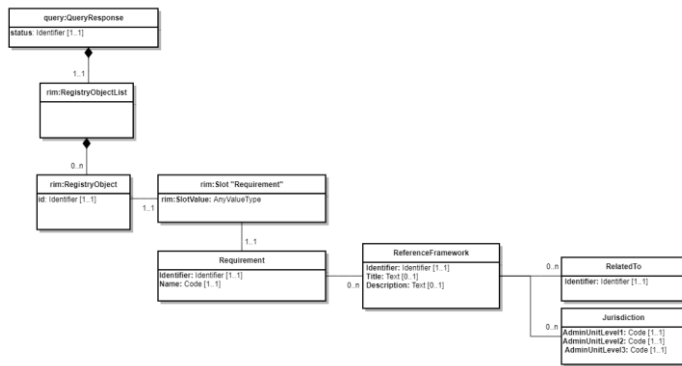 query:QueryResponse
status: Identifier [1..1]
1..1
rim:RegistryObjectList
0..n
rim:RegistryObject
id: Identifier [1..1]
1..1
rim:Slot "Requirement"
rim:SlotValue: AnyValueType
1..1
Requirement
Identifier: Identifier [1..1]
Name: Code [1..1]
0..n
ReferenceFramework
Identifier: Identifier [1..1]
Title: Text [0..1]
Description: Text [0..1]
0..n
RelatedTo
Identifier: Identifier [1..1]
0..n
Jurisdiction
AdminUnitLevel1: Code [1..1]
AdminUnitLevel2: Code [1..1]
AdminUnitLevel3: Code [1..1]